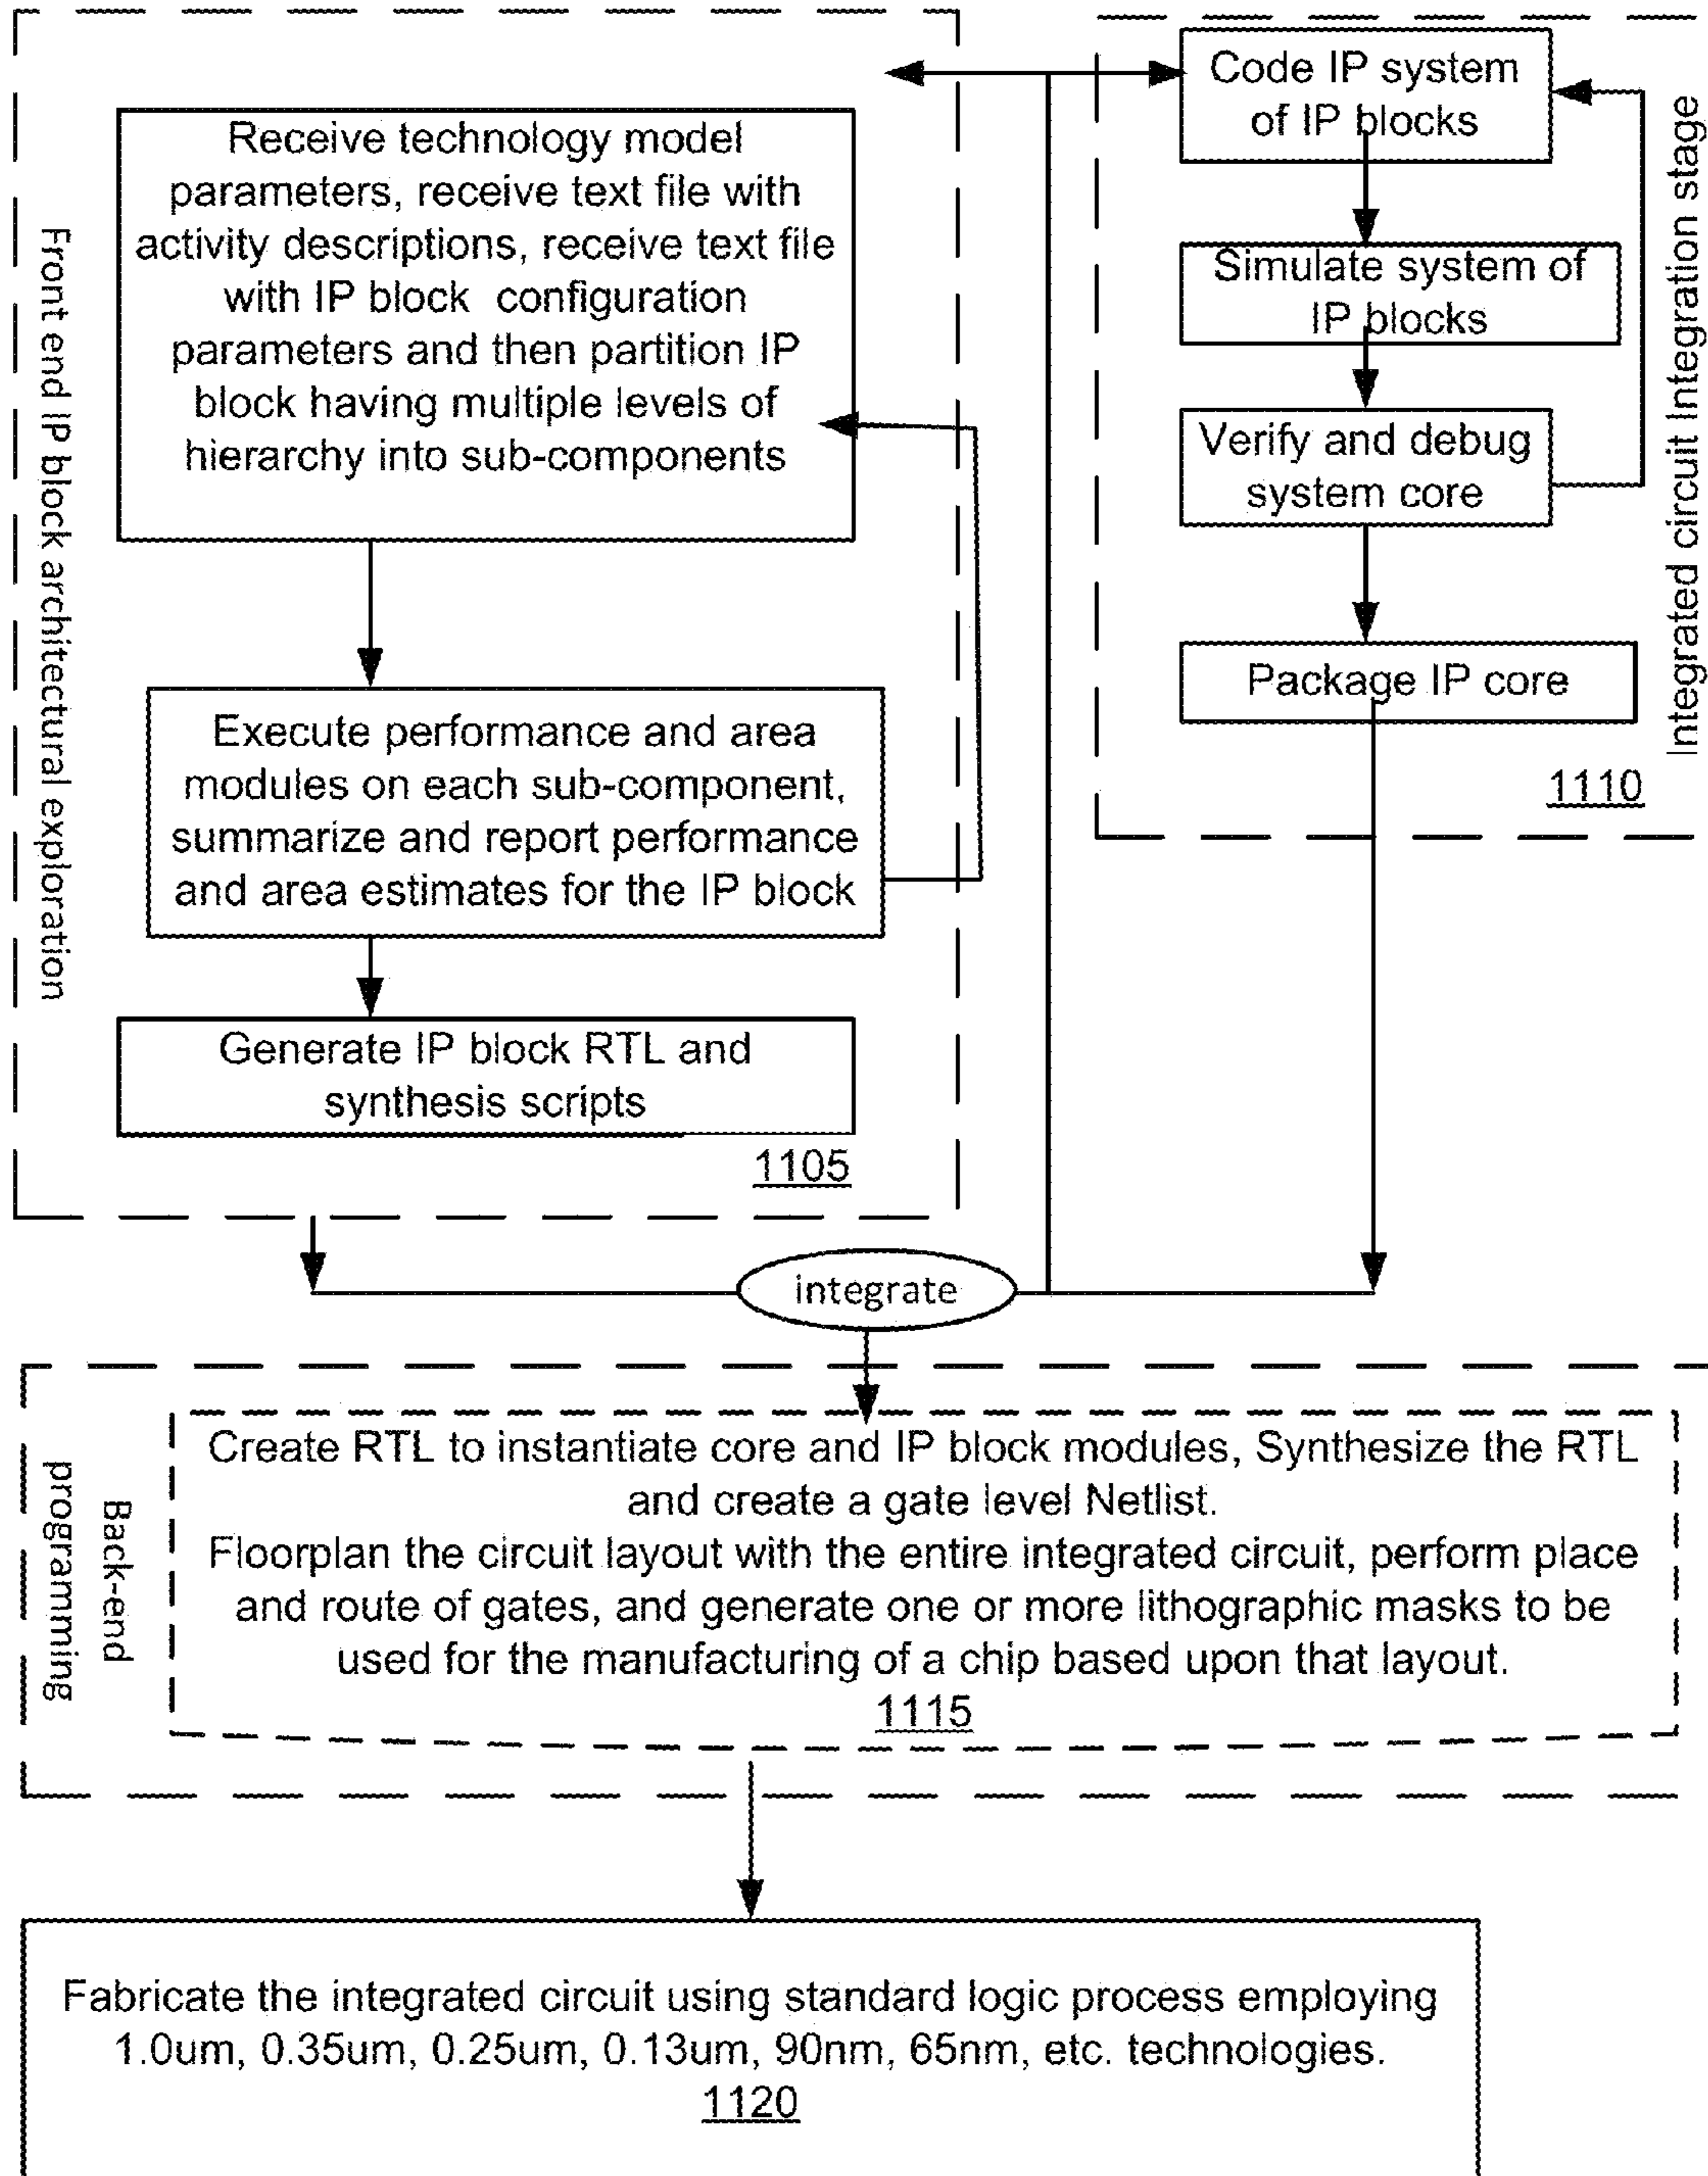 Front end IP block architectural exploration
Receive technology model
parameters, receive text file with
activity descriptions, receive text file
with IP block configuration
parameters and then partition IP
block having multiple levels of
hierarchy into sub-components
Execute performance and area
modules on each sub-component,
summarize and report performance
and area estimates for the IP block
Generate IP block RTL and
synthesis scripts
1105
Integrated circuit Integration stage
Code IP system
of IP blocks
Simulate system of
IP blocks
Verify and debug
system core
Package IP core
1110
integrate
Back-end
programming
Create RTL to instantiate core and IP block modules, Synthesize the RTL
and create a gate level Netlist.
Floorplan the circuit layout with the entire integrated circuit, perform place
and route of gates, and generate one or more lithographic masks to be
used for the manufacturing of a chip based upon that layout.
1115
Fabricate the integrated circuit using standard logic process employing
1.0um, 0.35um, 0.25um, 0.13um, 90nm, 65nm, etc. technologies.
1120